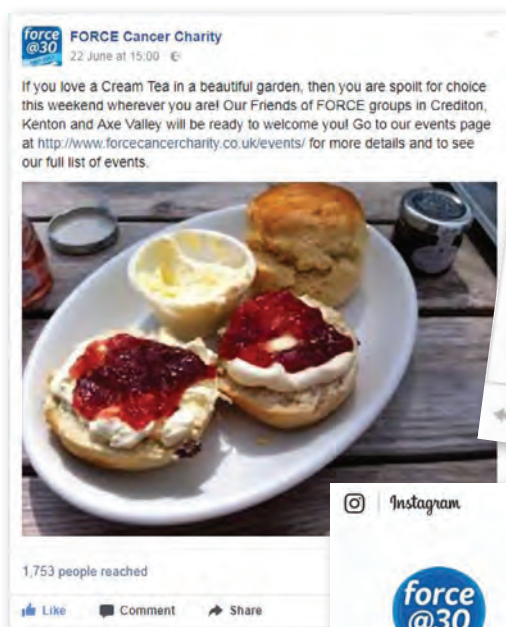 force
@30
FORCE Cancer Charity
22 June at 15:00
If you love a Cream Tea in a beautiful garden, then you are spoilt for choice
this weekend wherever you are! Our Friends of FORCE groups in Crediton,
Kenton and Axe Valley will be ready to welcome you! Go to our events page
at http://www.forcecancercharity.co.uk/events/ for more details and to see
our full list of events.
1,753 people reached
Like Comment Share
Instagram
force
@30